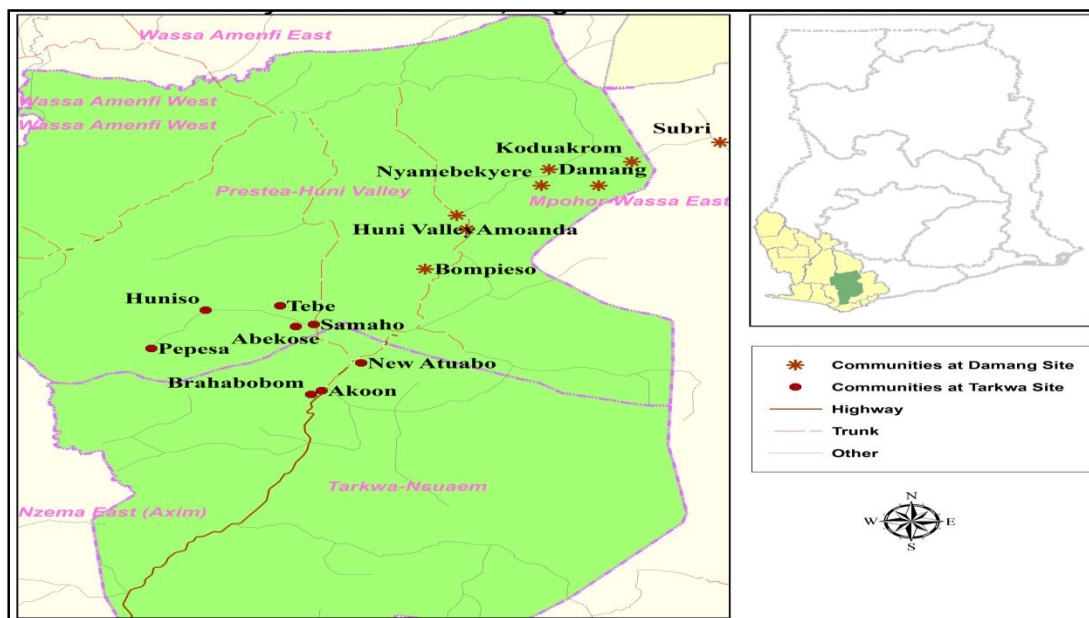 Wassa Amenfi East
Wassa Amenfi West
Wassa Amenfi West
Subri
Koduakrom
Nyamebekyere
Damang
Prestea-Huni Valley
Mpohor-Wassa East
Huni Valley
Amoanda
Bompieso
Huniso
Tebe
Samaho
Abekose
Pepesa
New Atuabo
Brahabobom
Akoon
Tarkwa-Nsuaem
Nzema East (Axim)
Communities at Damang Site
Communities at Tarkwa Site
Highway
Trunk
Other
N
W
E
S